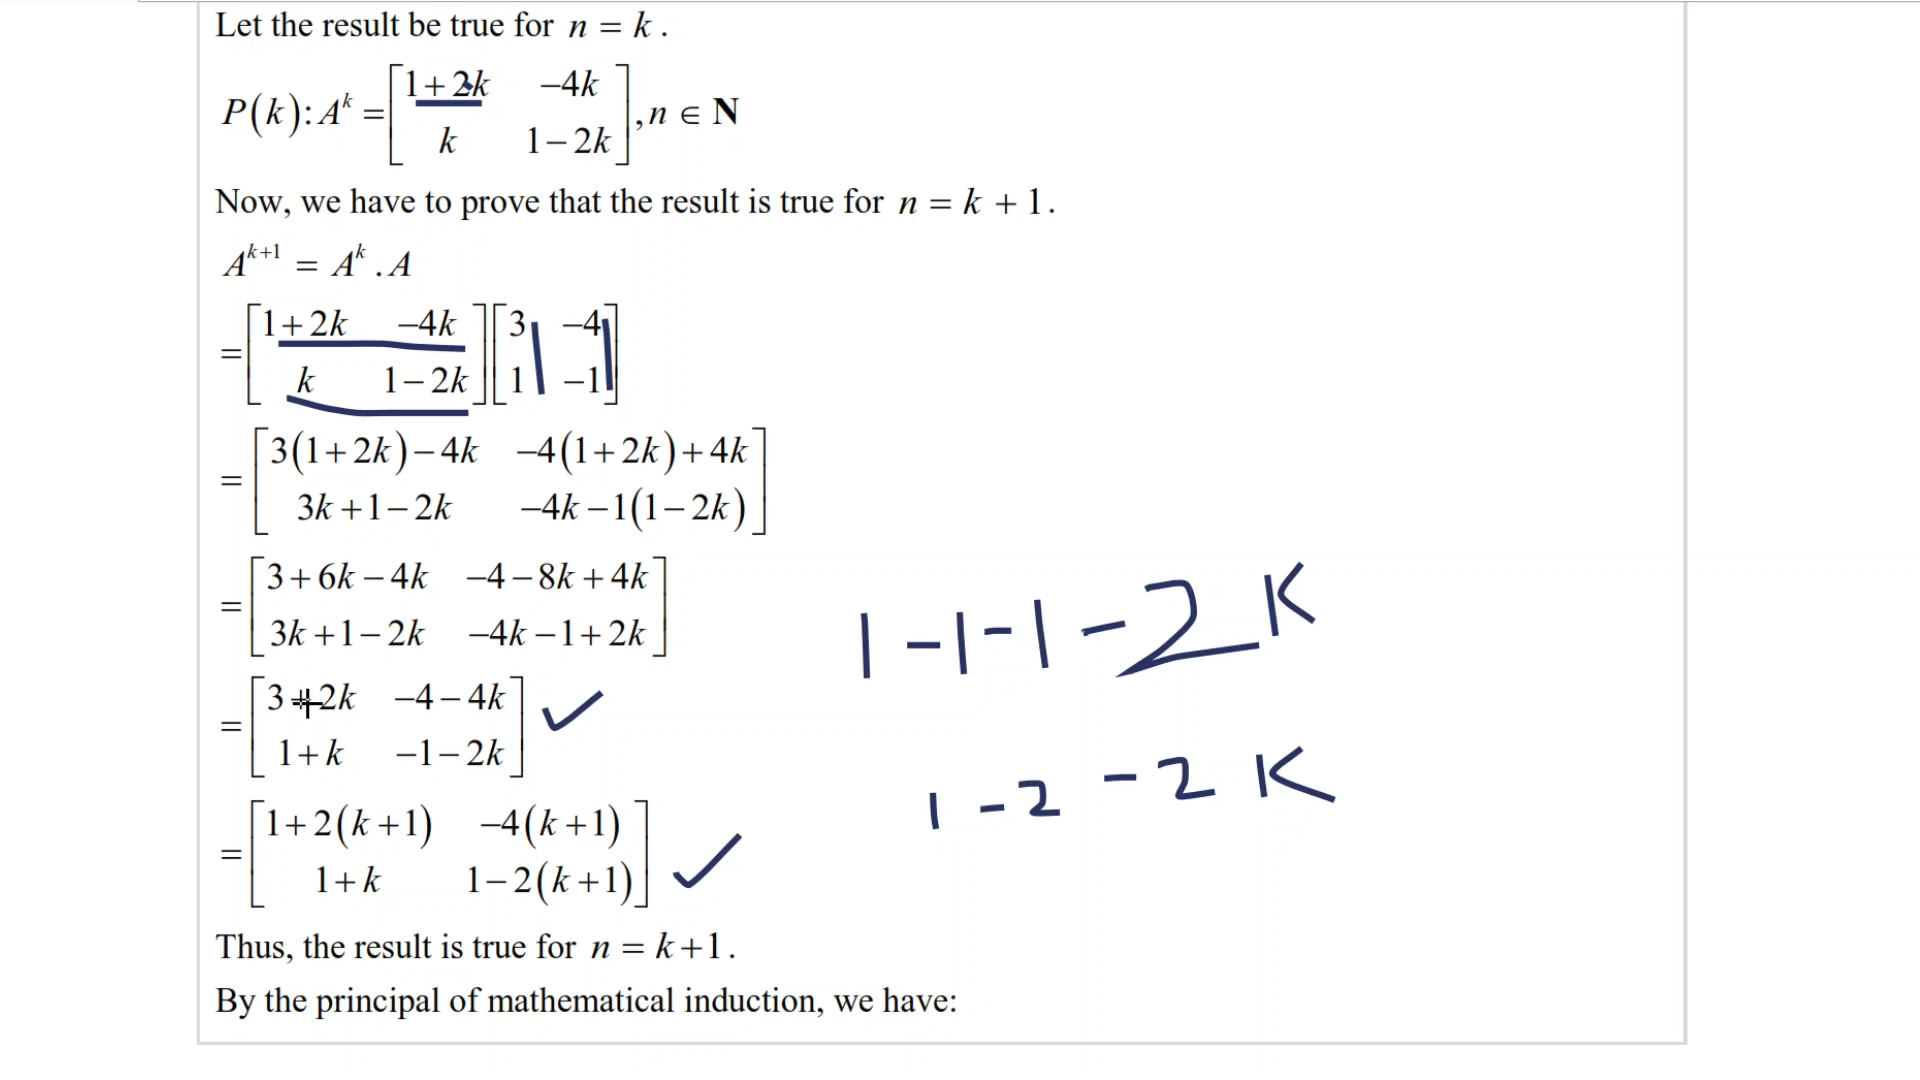 Let the result be true for n = k .
P(k): A^k = [1+2k −4k
k 1−2k], n ∈ N
Now, we have to prove that the result is true for n = k + 1.
A^{k+1} = A^k . A
= [1+2k −4k
k 1−2k] [3 −4
1 −1]
= [3(1+2k)−4k −4(1+2k)+4k
3k+1−2k −4k−1(1−2k)]
= [3+6k−4k −4−8k+4k
3k+1−2k −4k−1+2k]
1-1-1-2K
= [3+2k −4−4k
1+k −1−2k]
1-2-2K
= [1+2(k+1) −4(k+1)
1+k 1−2(k+1)]
Thus, the result is true for n = k+1.
By the principal of mathematical induction, we have: